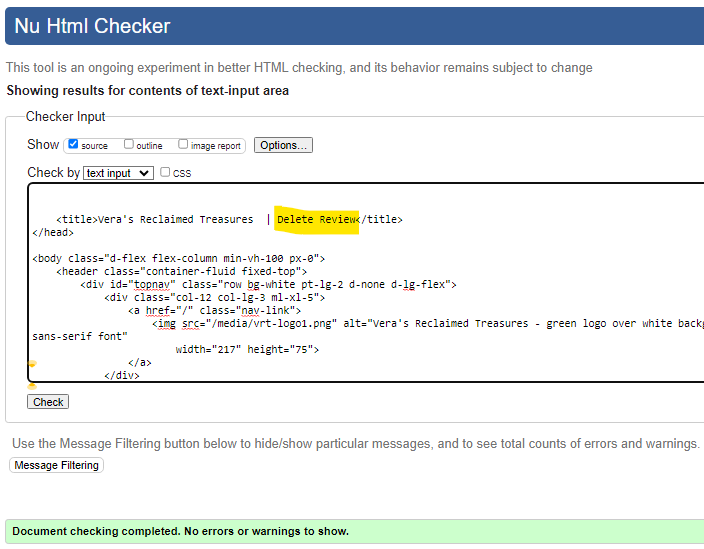 Nu Html Checker
This tool is an ongoing experiment in better HTML checking, and its behavior remains subject to change
Showing results for contents of text-input area
Checker Input
Show source outline image report Options...
Check by text input CSS
<title>Vera's Reclaimed Treasures  | Delete Review</title>
</head>
<body class="d-flex flex-column min-vh-100 px-0">
<header class="container-fluid fixed-top">
<div id="topnav" class="row bg-white pt-lg-2 d-none d-lg-flex">
<div class="col-12 col-lg-3 ml-xl-5">
<a href="/" class="nav-link">
<img src="/media/vrt-logo1.png" alt="Vera's Reclaimed Treasures - green logo over white backg
sans-serif font"
width="217" height="75">
</a>
</div>
Check
Use the Message Filtering button below to hide/show particular messages, and to see total counts of errors and warnings.
Message Filtering
Document checking completed. No errors or warnings to show.